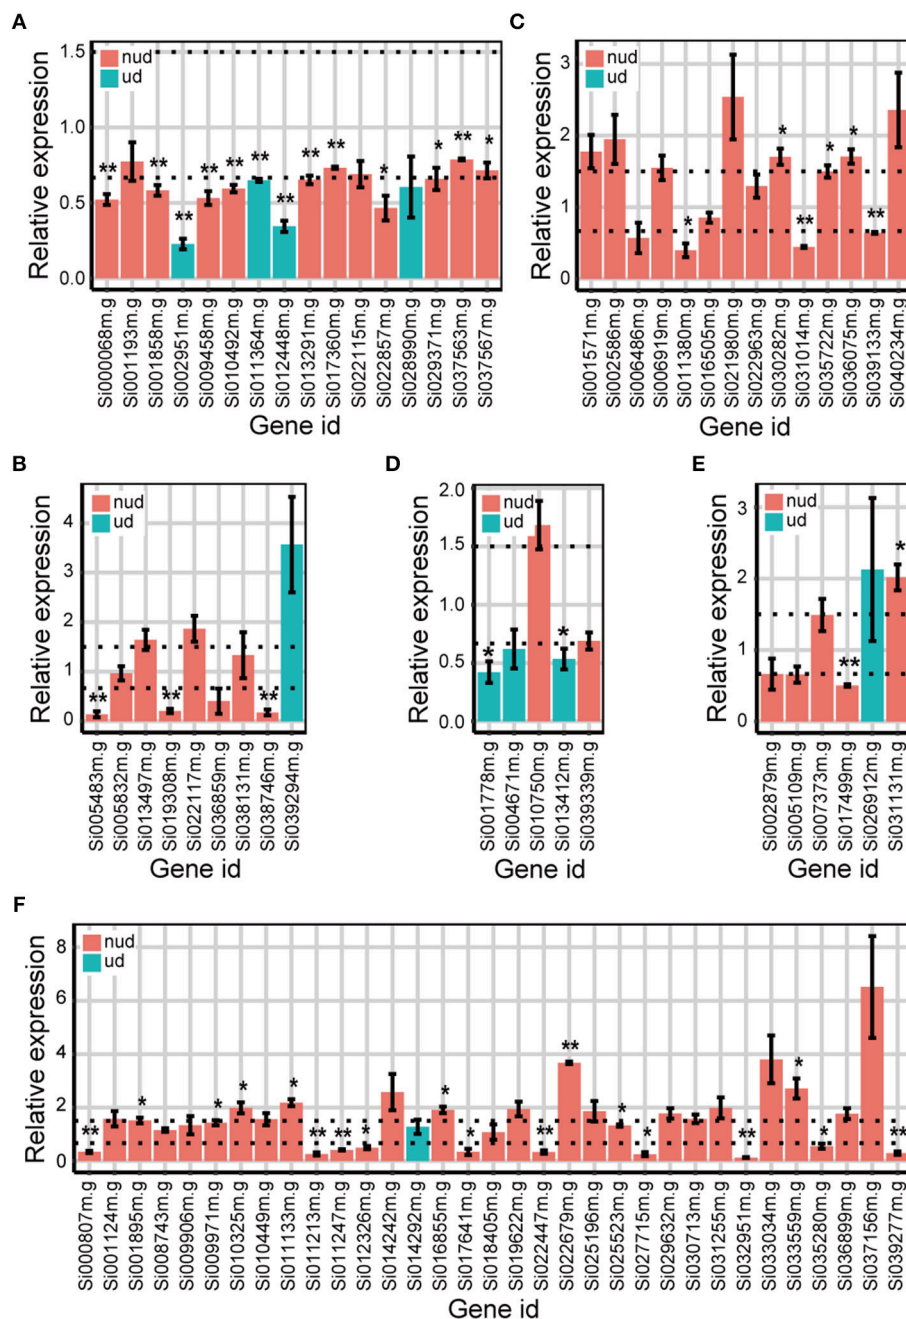 A
Relative expression
1.5
1.0
0.5
0.0
nud
ud
** ** ** ** ** ** ** ** ** * * ** *
Si000068m.g
Si001193m.g
Si001858m.g
Si002951m.g
Si009458m.g
Si010492m.g
Si011364m.g
Si012448m.g
Si013291m.g
Si017360m.g
Si022115m.g
Si022857m.g
Si028990m.g
Si029371m.g
Si037563m.g
Si037567m.g
Gene id
C
Relative expression
3
2
1
0
nud
ud
* * ** * * **
Si001571m.g
Si002586m.g
Si006486m.g
Si006919m.g
Si011380m.g
Si016505m.g
Si021980m.g
Si022963m.g
Si030282m.g
Si031014m.g
Si035722m.g
Si036075m.g
Si039133m.g
Si040234m.g
Gene id
B
Relative expression
4
3
2
1
0
nud
ud
** ** **
Si005483m.g
Si005832m.g
Si013497m.g
Si019308m.g
Si022117m.g
Si036859m.g
Si038131m.g
Si038746m.g
Si039294m.g
Gene id
D
Relative expression
2.0
1.5
1.0
0.5
0.0
nud
ud
* *
Si001778m.g
Si004671m.g
Si010750m.g
Si013412m.g
Si039339m.g
Gene id
E
Relative expression
3
2
1
0
nud
ud
** *
Si002879m.g
Si005109m.g
Si007373m.g
Si017499m.g
Si026912m.g
Si031131m.g
Gene id
F
Relative expression
8
6
4
2
0
nud
ud
** * * * * ** ** * * * ** ** * * ** * * **
Si000807m.g
Si001124m.g
Si001895m.g
Si008743m.g
Si009906m.g
Si009971m.g
Si010325m.g
Si010449m.g
Si011133m.g
Si011213m.g
Si011247m.g
Si012326m.g
Si014242m.g
Si014292m.g
Si016855m.g
Si017641m.g
Si018405m.g
Si019622m.g
Si022447m.g
Si022679m.g
Si025196m.g
Si025523m.g
Si027715m.g
Si029632m.g
Si030713m.g
Si031255m.g
Si032951m.g
Si033034m.g
Si033559m.g
Si035280m.g
Si036899m.g
Si037156m.g
Si039277m.g
Gene id